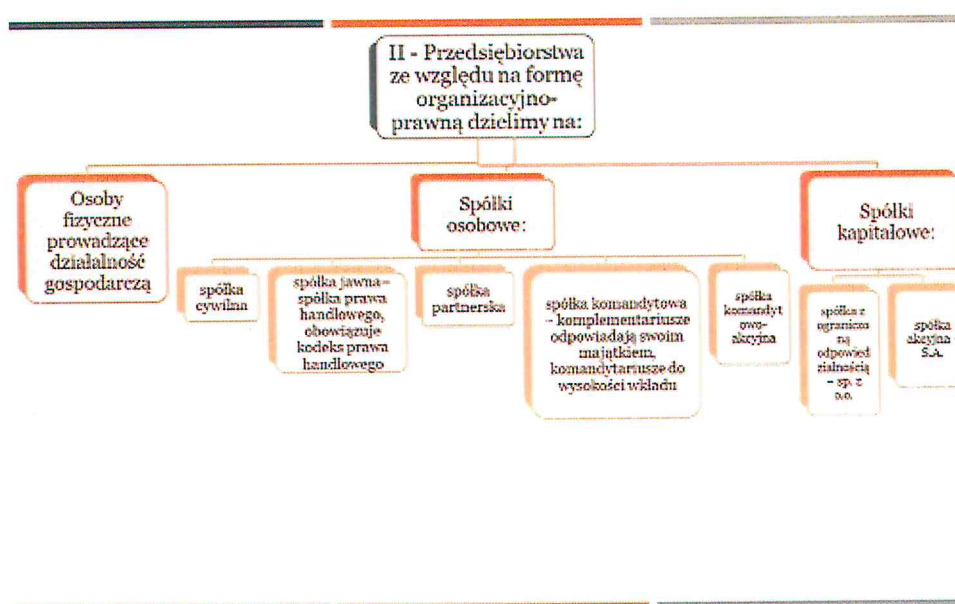 II - Przedsiębiorstwa
ze względu na formę
organizacyjno-
prawną dzielimy na:
Osoby
fizyczne
prowadzące
działalność
gospodarczą
Spółki
osobowe:
spółka
cywilna
spółka jawna –
spółka prawa
handlowego,
obowiązuje
kodeks prawa
handlowego
spółka
partnerska
spółka komandytowa
– komplementariusze
odpowiadają swoim
majątkiem,
komandytariusze do
wysokości wkładu
spółka
komandyt
owo-
akcyjna
Spółki
kapitałowe:
spółka z
ogranicza
ną
odpowied
zialnością
– sp. z
o.o.
spółka
akcyjna –
S.A.